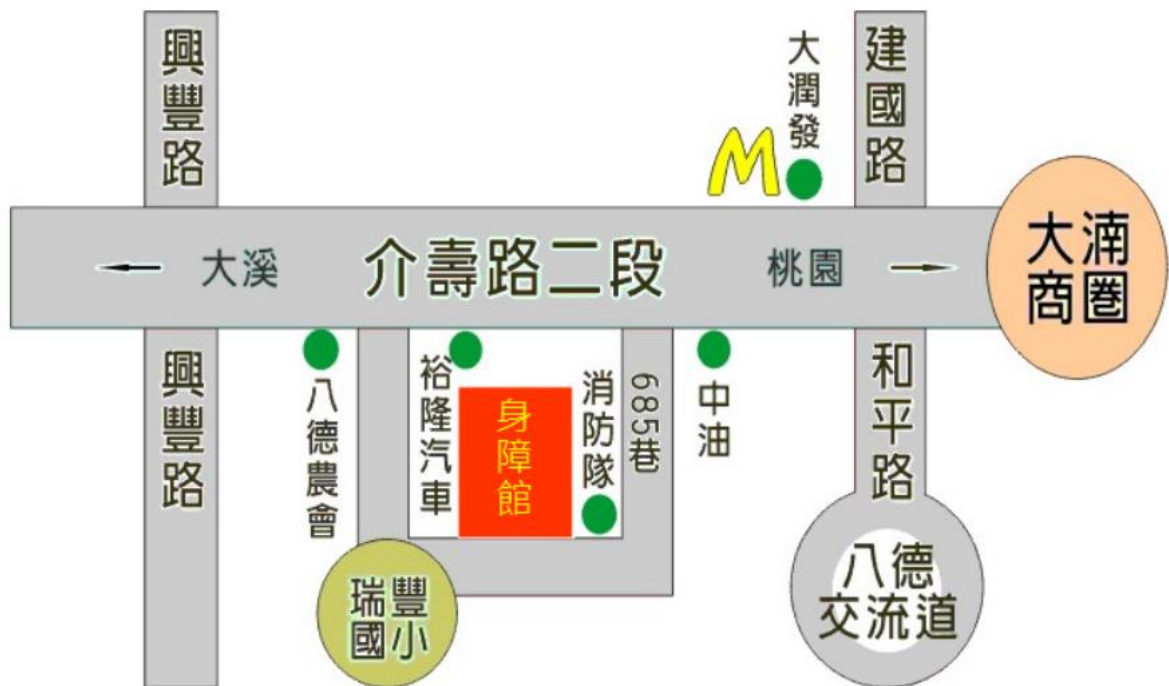 興豐路
大潤發
建國路
M
大溪
介壽路二段
桃園
大湳
商圈
興豐路
八德農會
裕隆汽車
身障館
消防隊
685巷
中油
和平路
瑞豐
國小
八德
交流道